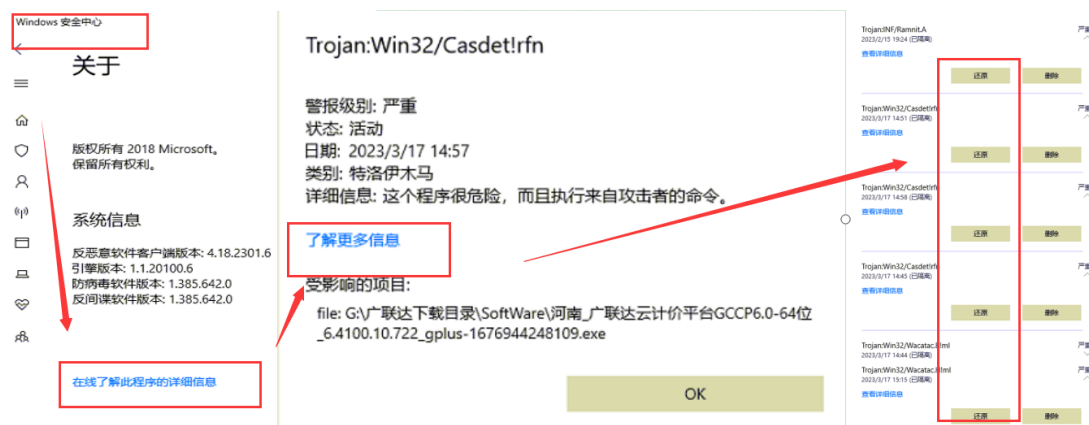 Windows 安全中心
关于
版权所有 2018 Microsoft。
保留所有权利。
系统信息
反恶意软件客户端版本: 4.18.2301.6
引擎版本: 1.1.20100.6
防病毒软件版本: 1.385.642.0
反间谍软件版本: 1.385.642.0
在线了解此程序的详细信息
Trojan:Win32/Casdet!rfn
警报级别: 严重
状态: 活动
日期: 2023/3/17 14:57
类别: 特洛伊木马
详细信息: 这个程序很危险，而且执行来自攻击者的命令。
了解更多信息
受影响的项目:
file: G:\广联达下载目录\SoftWare\河南_广联达云计价平台GCCP6.0-64位
_6.4100.10.722_gplus-1676944248109.exe
OK
Trojan:INF/Ramnit.A
2023/2/15 19:24 (已隔离)
查看详细信息
还原 删除
Trojan:Win32/Casdet!rfn
2023/3/17 14:51 (已隔离)
查看详细信息
还原 删除
Trojan:Win32/Casdet!rfn
2023/3/17 14:58 (已隔离)
查看详细信息
还原 删除
Trojan:Win32/Casdet!rfn
2023/3/17 14:45 (已隔离)
查看详细信息
还原 删除
Trojan:Win32/Wacatac.
2023/3/17 14:44 (已隔离)
Trojan:Win32/Wacatac.
2023/3/17 15:15 (已隔离)
查看详细信息
还原 删除